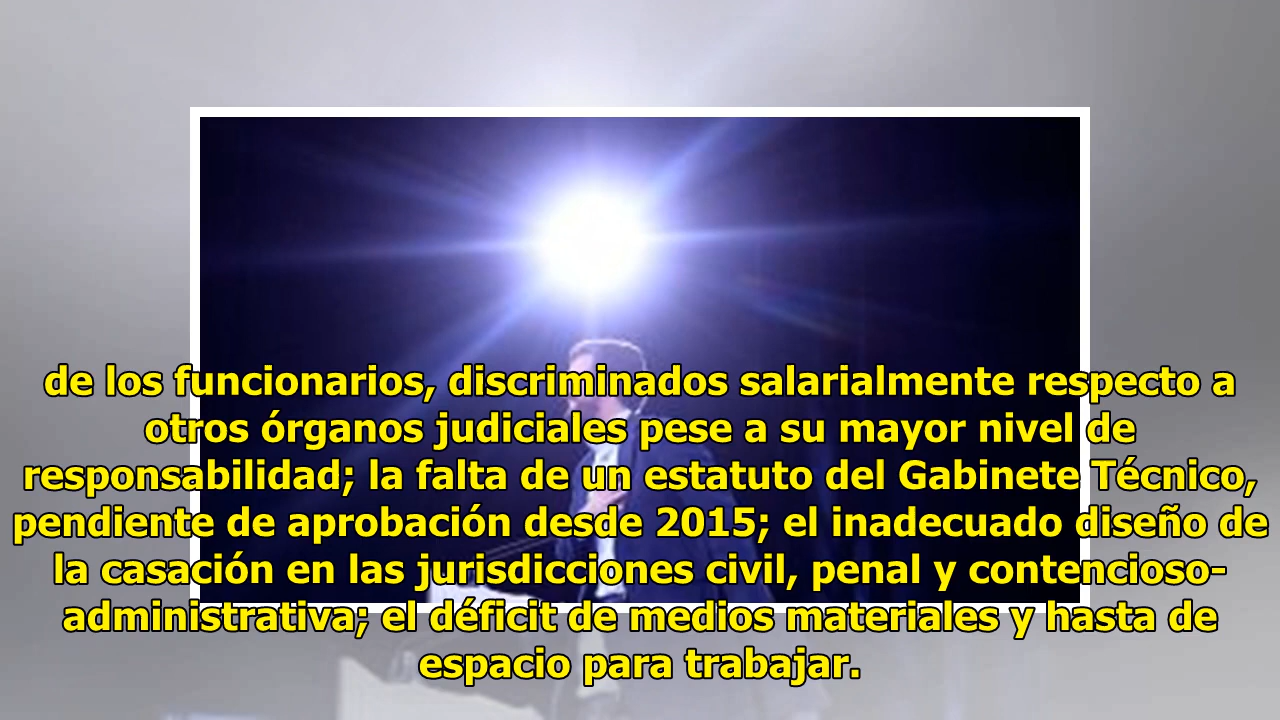 de los funcionarios, discriminados salarialmente respecto a
otros órganos judiciales pese a su mayor nivel de
responsabilidad; la falta de un estatuto del Gabinete Técnico,
pendiente de aprobación desde 2015; el inadecuado diseño de
la casación en las jurisdicciones civil, penal y contencioso-
administrativa; el déficit de medios materiales y hasta de
espacio para trabajar.